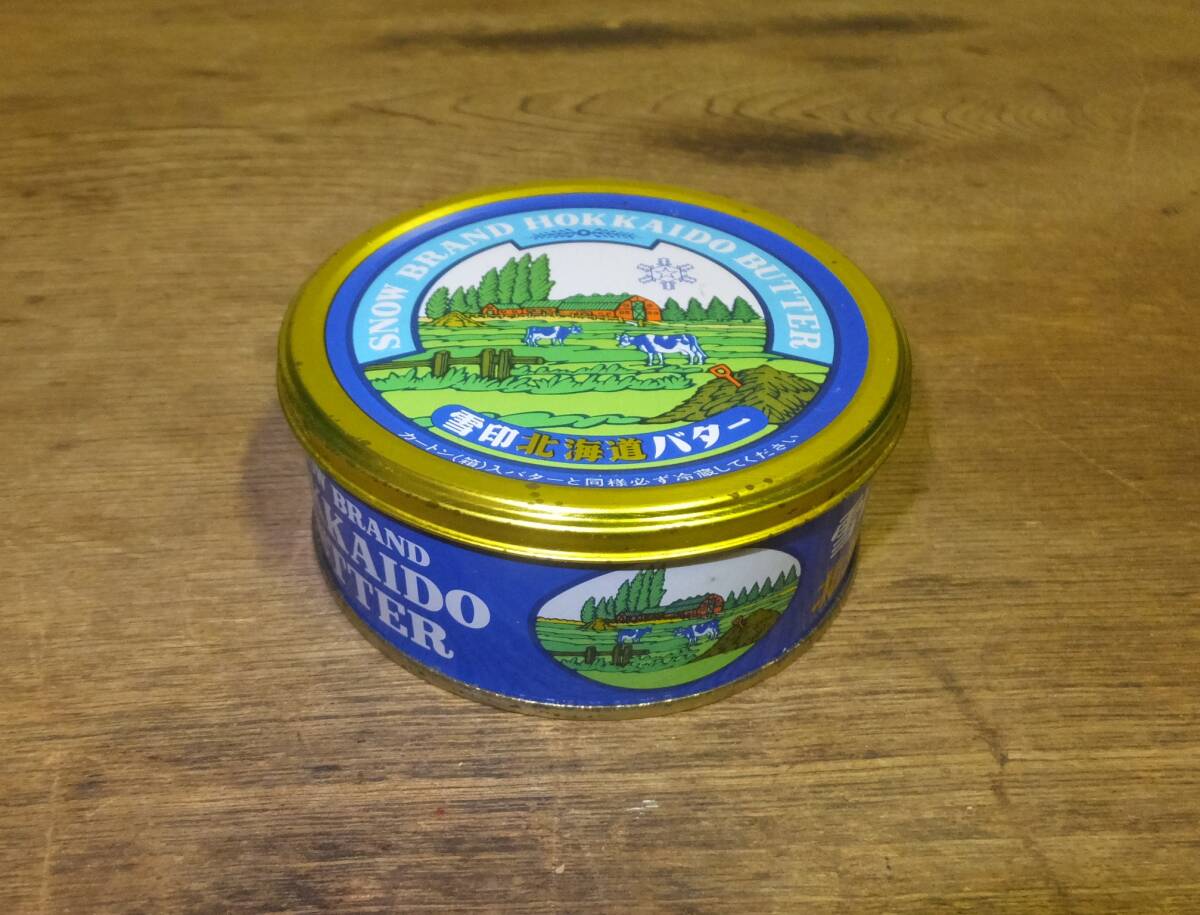 SNOW BRAND HOKKAIDO BUTTER
雪印北海道バター
カートン(箱)入バターと同様必ず冷蔵してください
BRAND
KAIDO
TTER
雪